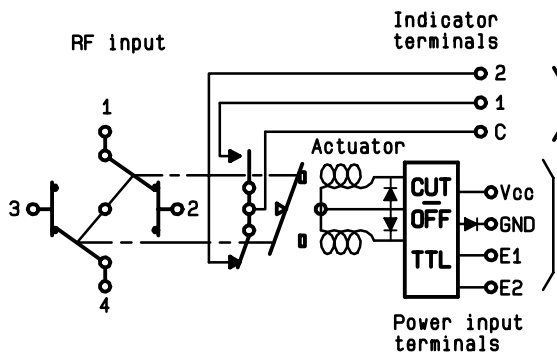 Indicator
terminals
RF input
2
1
C
1
Actuator
3
2
CUT
OFF
TTL
Vcc
GND
E1
E2
4
Power input
terminals